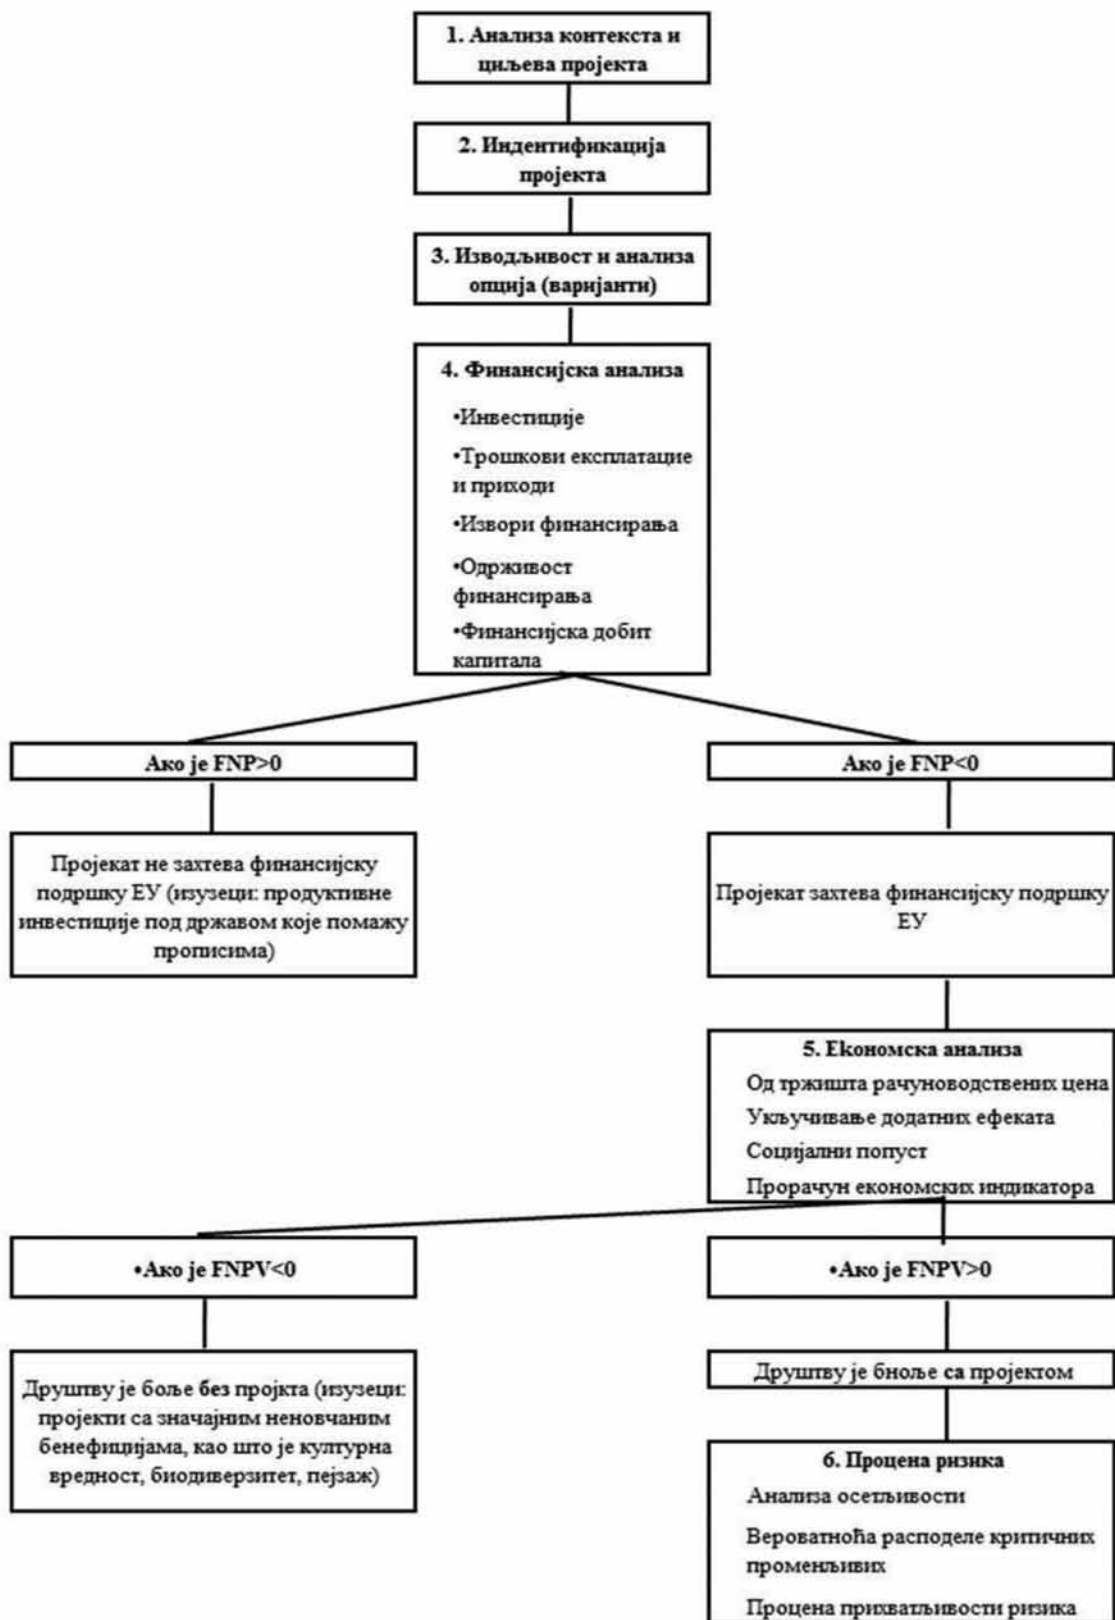 1. Анализа контекста и
циљева пројекта
2. Индентификација
пројекта
3. Изводљивост и анализа
опција (варијанти)
4. Финансијска анализа
•Инвестиције
•Трошкови експлатације
и приходи
•Извори финансирања
•Одрживост
финансирања
•Финансијска добит
капитала
Ако је FNP>0
Ако је FNP<0
Пројекат не захтева финансијску
подршку ЕУ (изузеци: продуктивне
инвестиције под државом које помажу
прописима)
Пројекат захтева финансијску подршку
ЕУ
5. Економска анализа
Од тржишта рачуноводствених цена
Укључивање додатних ефеката
Социјални попуст
Прорачун економских индикатора
•Ако је FNPV<0
•Ако је FNPV>0
Друштву је боље без пројкта (изузеци:
пројекти са значајним неновчаним
бенефицијама, као што је културна
вредност, биодиверзитет, пејзаж)
Друштву је бноље са пројектом
6. Процена ризика
Анализа осетљивости
Вероватноћа расподеле критичних
променљивих
Процена прихватљивости ризика